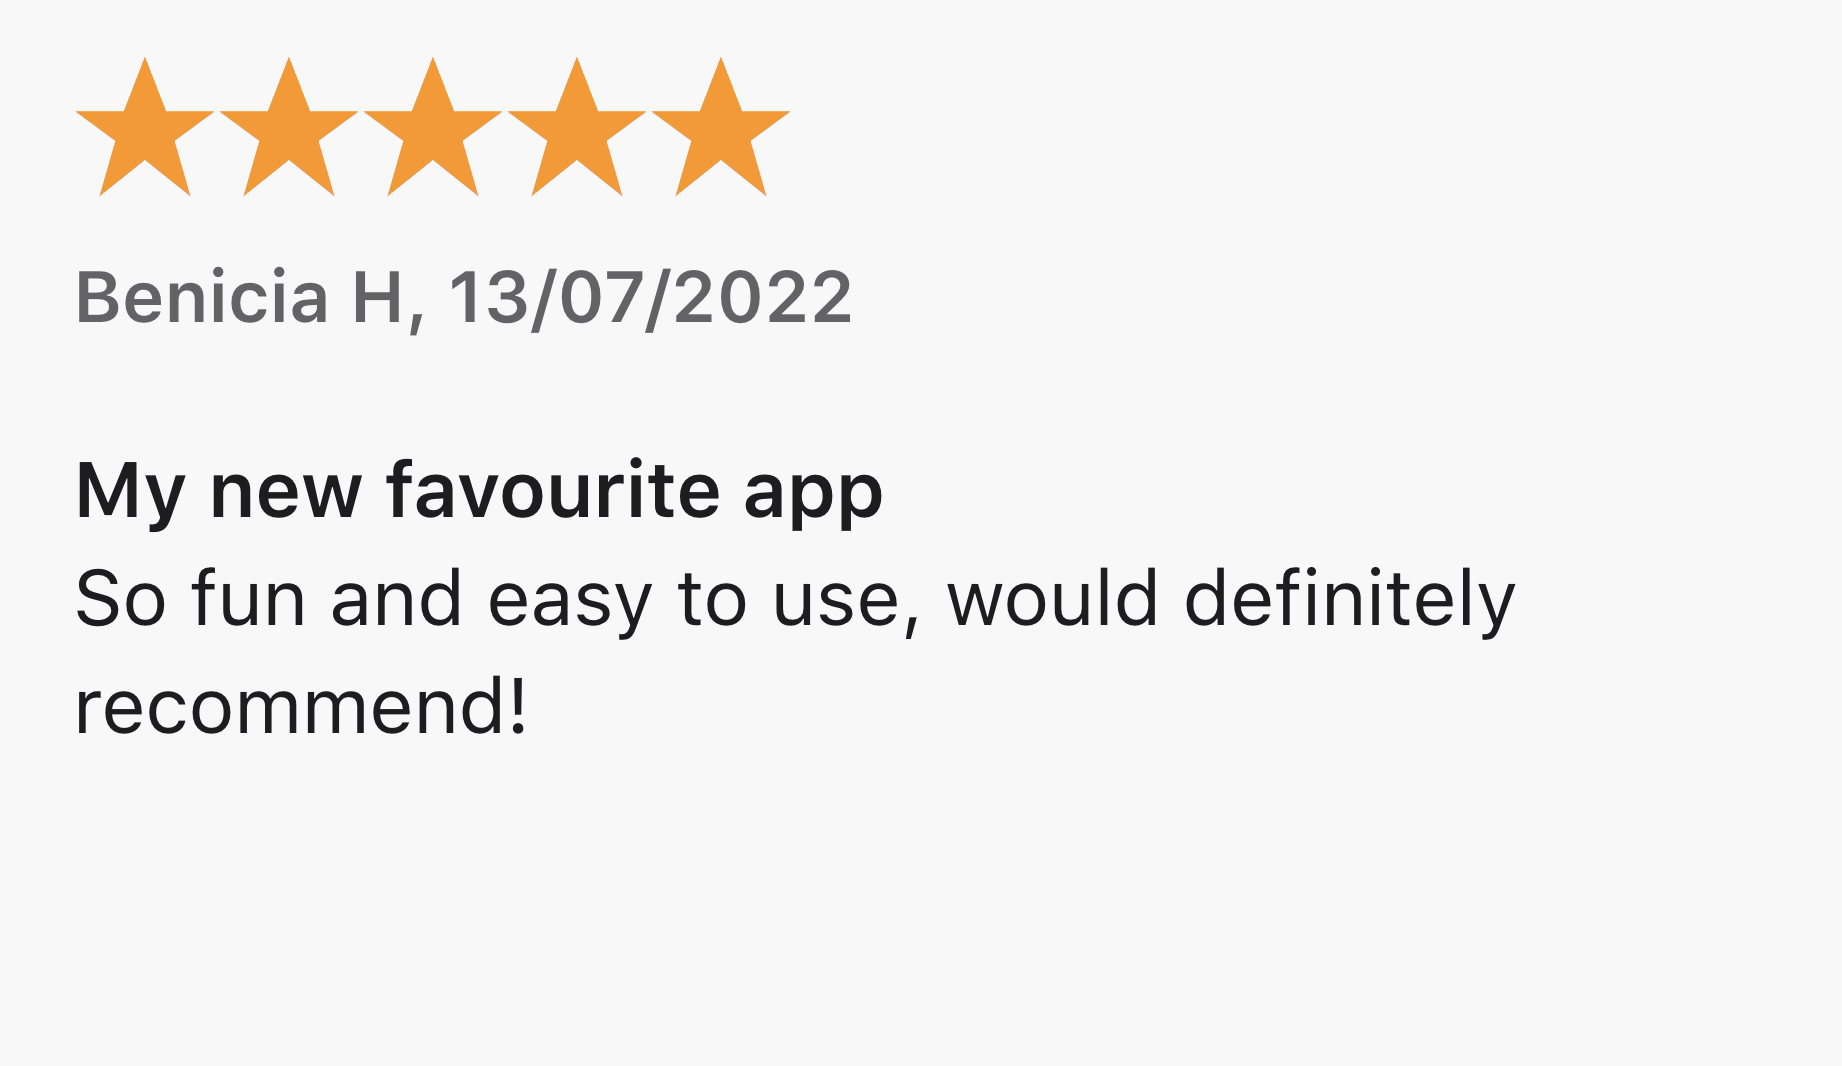 Benicia H, 13/07/2022
My new favourite app
So fun and easy to use, would definitely
recommend!